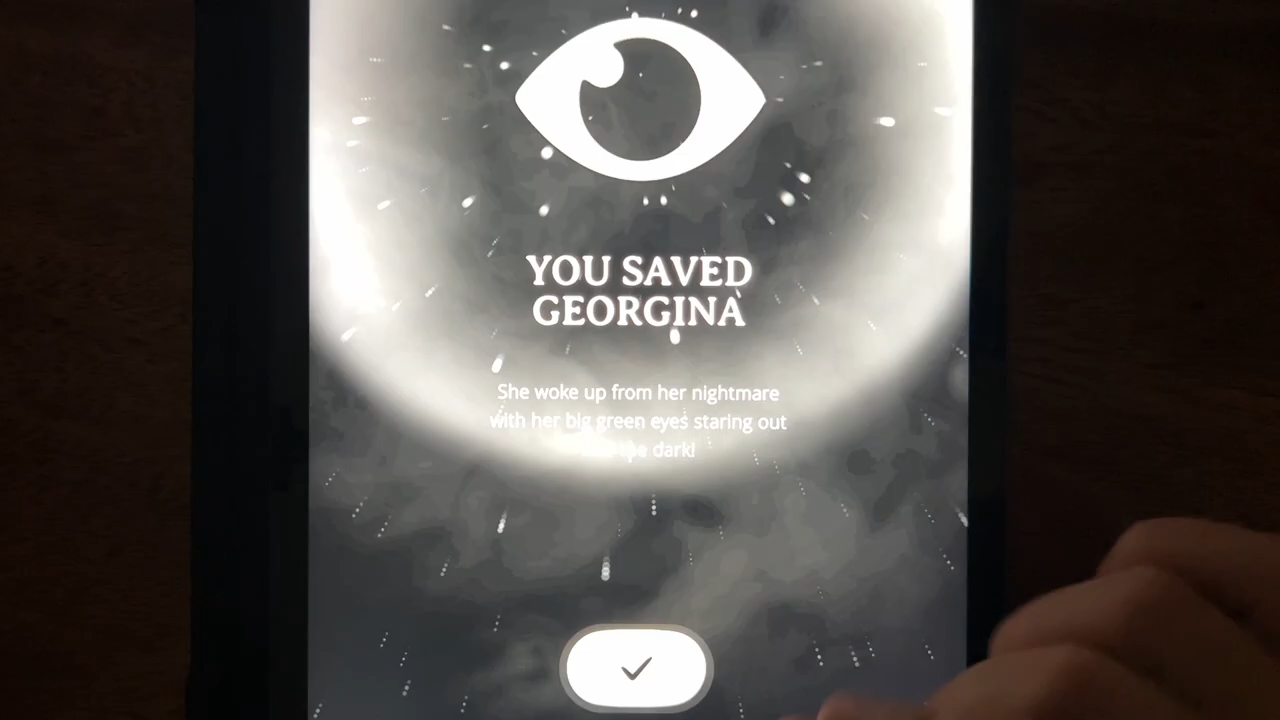 YOU SAVED
GEORGINA
She woke up from her nightmare
with her big green eyes staring out
the dark!